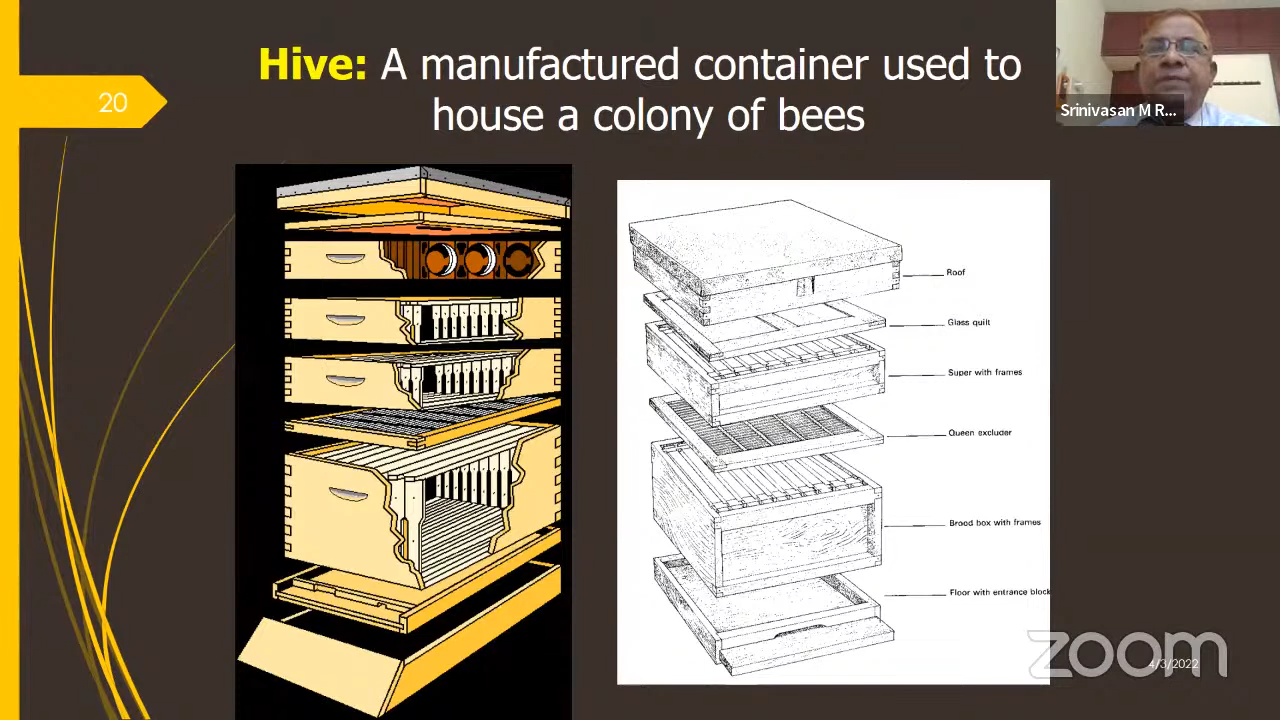 20
Hive: A manufactured container used to
house a colony of bees
Srinivasan M R...
Roof
Glass quilt
Super with frames
Queen excluder
Brood box with frames
Floor with entrance block
zoom
4/3/2022